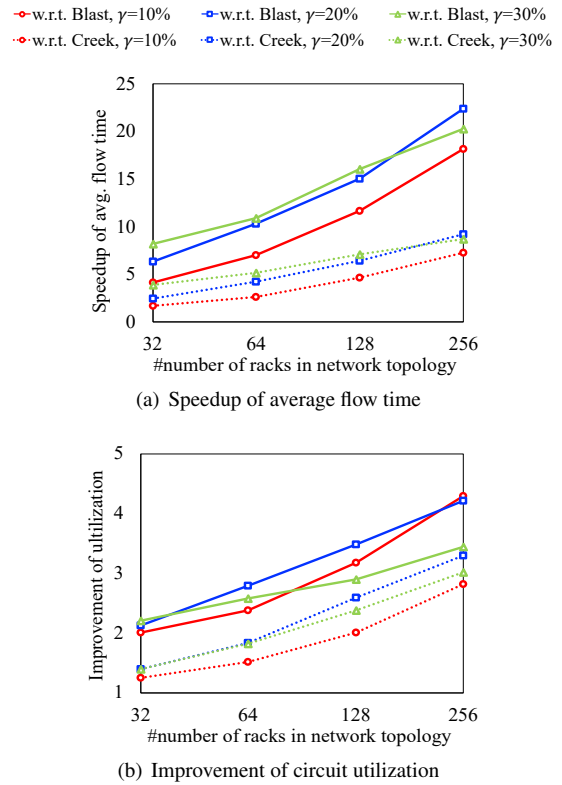 w.r.t. Blast, γ=10% w.r.t. Blast, γ=20% w.r.t. Blast, γ=30%
w.r.t. Creek, γ=10% w.r.t. Creek, γ=20% w.r.t. Creek, γ=30%
25
20
15
10
5
0
Speedup of avg. flow time
32 64 128 256
#number of racks in network topology
(a) Speedup of average flow time
5
4
3
2
1
Improvement of ultilization
32 64 128 256
#number of racks in network topology
(b) Improvement of circuit utilization